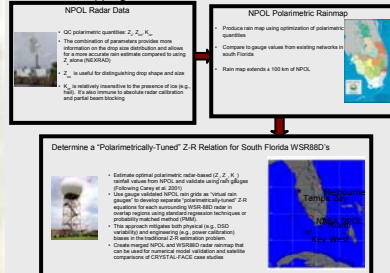 NPOL Radar Data
• QC polarimetric quantities: Z, Zdr, Kdp
• The combination of parameters provides more
information on the drop size distribution and allows
for a more accurate rain estimate compared to using
Z alone (NEXRAD)
• Zdr is useful for distinguishing drop shape and size
• Kdp is relatively insensitive to the presence of ice (e.g.,
hail). It's also immune to absolute radar calibration
and partial beam blocking
NPOL Polarimetric Rainmap
• Produce rain map using optimization of polarimetric
quantities
• Compare to gauge values from existing networks in
south Florida
• Rain map extends ± 100 km of NPOL
Determine a "Polarimetrically-Tuned" Z-R Relation for South Florida WSR88D's
• Estimate optimal polarimetric radar-based (Z, Z, K)
rainfall values from NPOL and validate using rain gauges
(Following Carey et al. 2001)
• Use gauge validated NPOL rain grids as "virtual rain
gauges" to develop separate "polarimetrically-tuned" Z-R
equations for each surrounding WSR-88D radar in
overlap regions using standard regression techniques or
probability matched method (PMM).
• This approach mitigates both physical (e.g., DSD
variability) and engineering (e.g., power calibration)
biases in the traditional Z-R estimation problem.
• Create merged NPOL and WSR88D radar rainmap that
can be used for numerical model validation and satellite
comparisons of CRYSTAL-FACE case studies
Melbourne
Tampa Bay
Key West